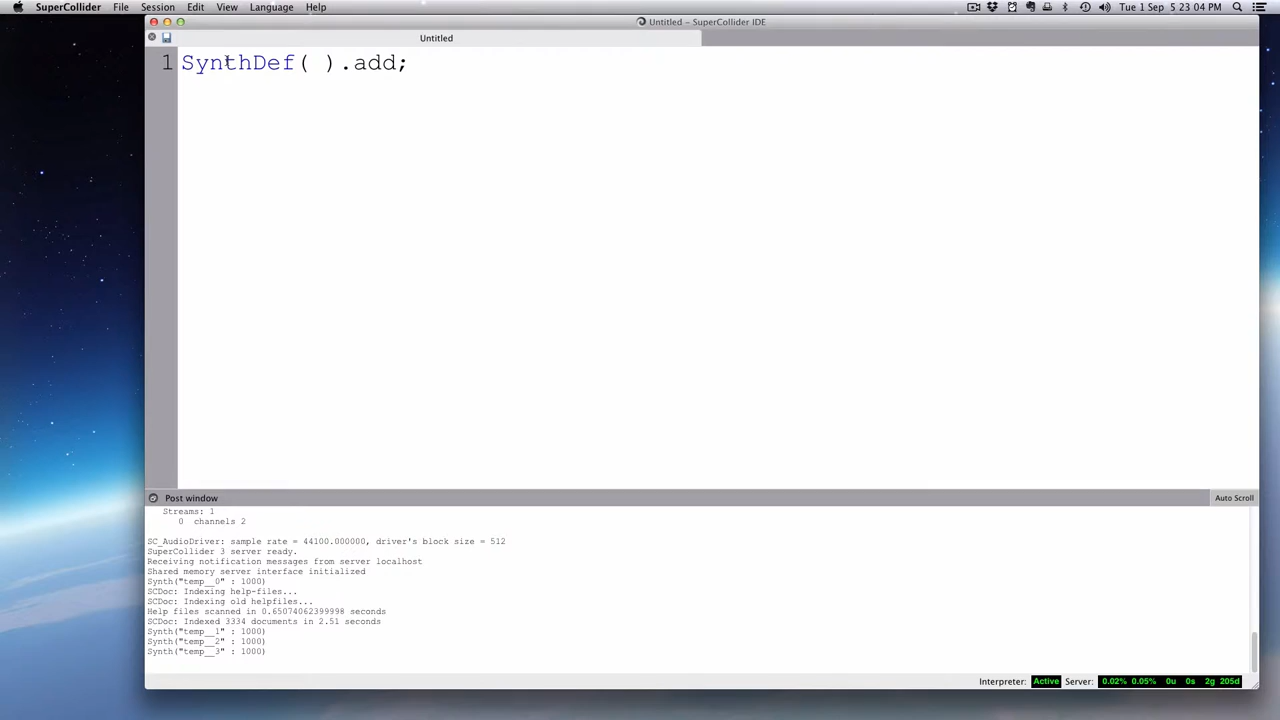 SuperCollider File Session Edit View Language Help Tue 1 Sep 5 23 04 PM
Untitled – SuperCollider IDE
Untitled
1 SynthDef( ).add;
Post window Auto Scroll
Streams: 1
0 channels 2
SC_AudioDriver: sample rate = 44100.000000, driver's block size = 512
SuperCollider 3 server ready.
Receiving notification messages from server localhost
Shared memory server interface initialized
Synth("temp__0" : 1000)
SCDoc: Indexing help-files...
SCDoc: Indexing old helpfiles...
Help files scanned in 0.65074062399998 seconds
SCDoc: Indexed 3334 documents in 2.51 seconds
Synth("temp__1" : 1000)
Synth("temp__2" : 1000)
Synth("temp__3" : 1000)
Interpreter: Active Server: 0.02% 0.05% 0u 0s 2g 205d